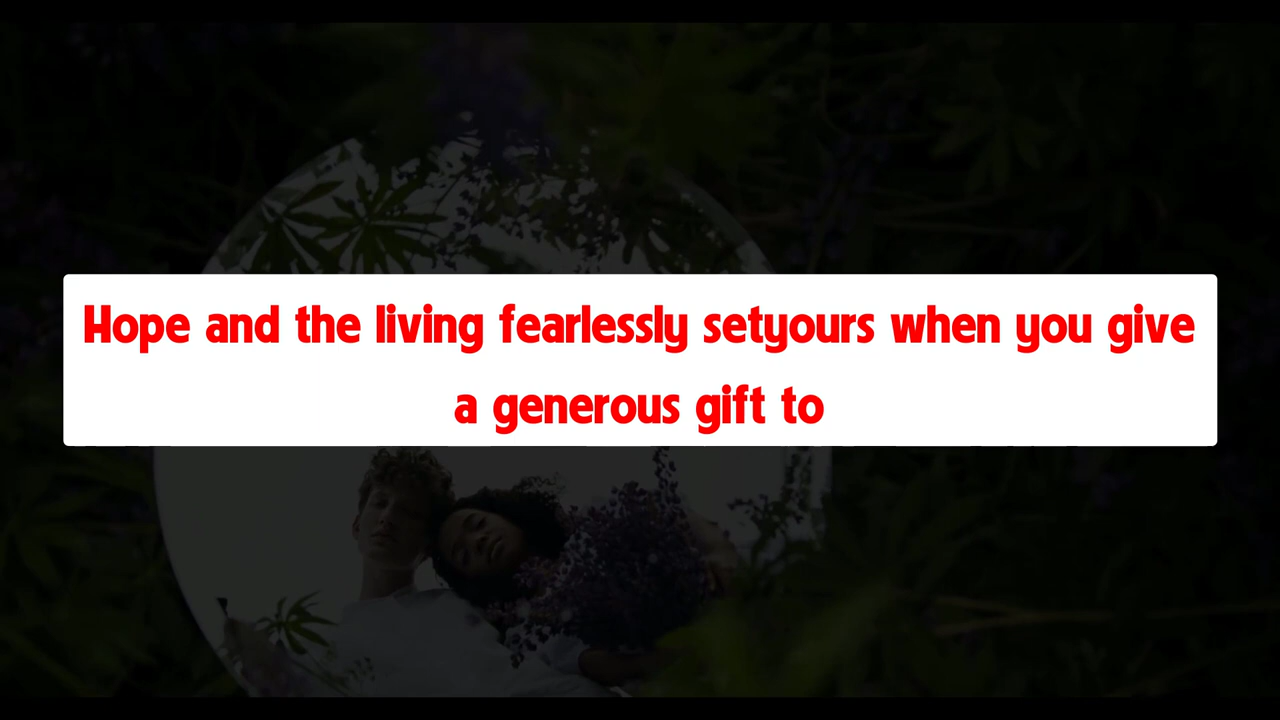 Hope and the living fearlessly setyours when you give
a generous gift to